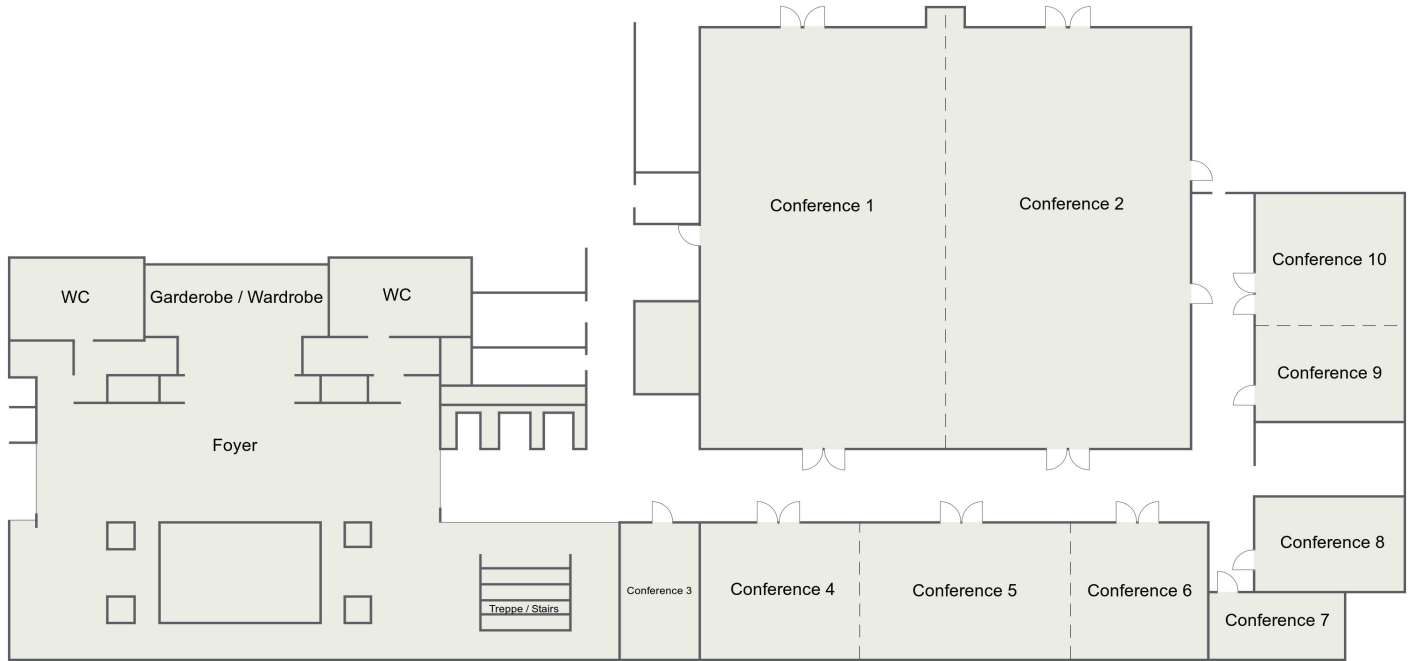 Conference 1
Conference 2
Conference 10
WC
Garderobe / Wardrobe
WC
Conference 9
Foyer
Conference 8
Conference 3
Conference 4
Conference 5
Conference 6
Treppe / Stairs
Conference 7